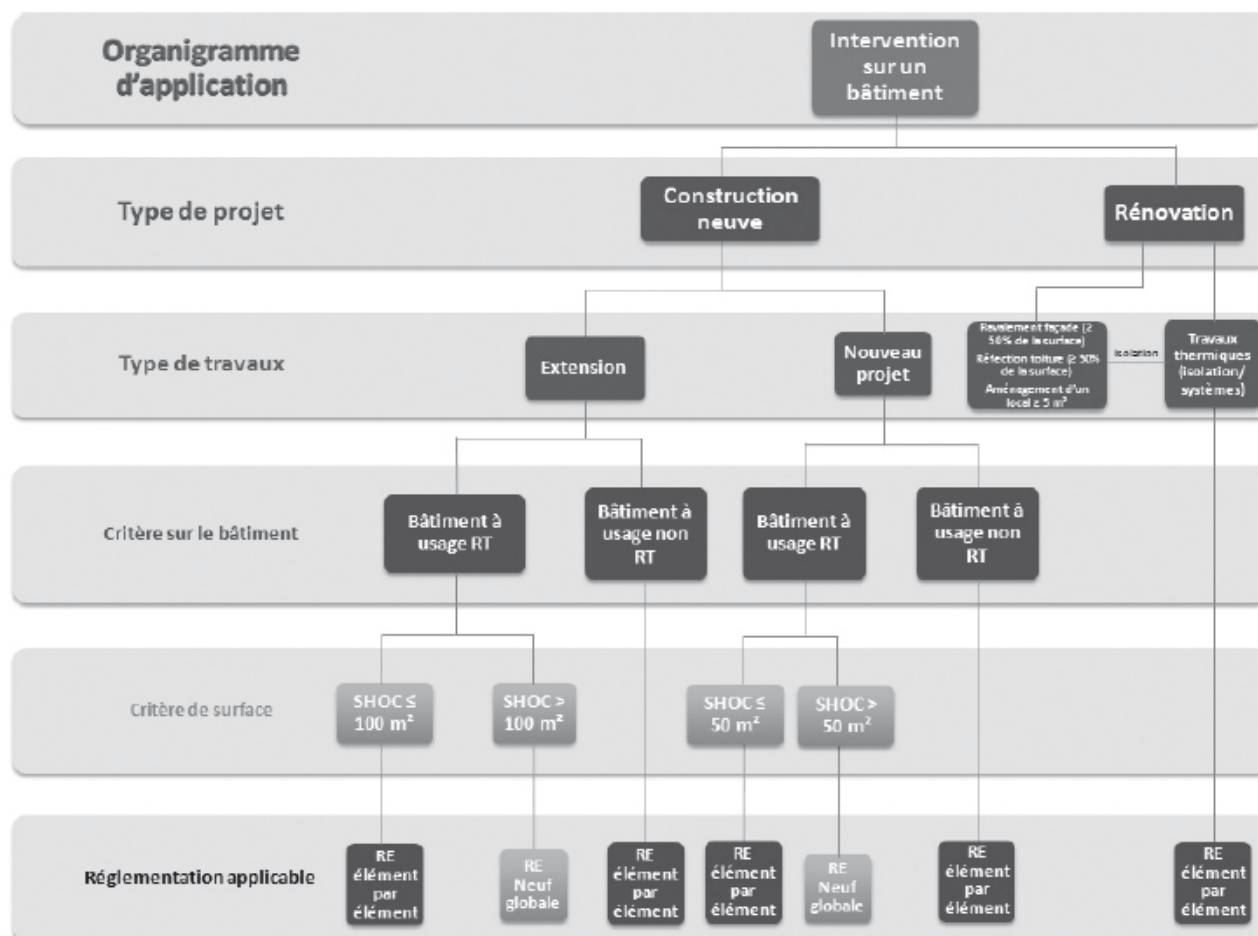 Organigramme
d'application
Intervention
sur un
bâtiment
Type de projet
Construction
neuve
Rénovation
Type de travaux
Extension
Nouveau
projet
Ravalement façade (≥
50% de la surface)
Réfection toiture (≥ 50%
de la surface)
Aménagement d'un
local ≥ 5 m²
isolation
Travaux
thermiques
(isolation/
systèmes)
Critère sur le bâtiment
Bâtiment à
usage RT
Bâtiment à
usage non
RT
Bâtiment à
usage RT
Bâtiment à
usage non
RT
Critère de surface
SHOC ≤
100 m²
SHOC >
100 m²
SHOC ≤
50 m²
SHOC >
50 m²
Réglementation applicable
RE
élément
par
élément
RE
Neuf
globale
RE
élément
par
élément
RE
élément
par
élément
RE
Neuf
globale
RE
élément
par
élément
RE
élément
par
élément